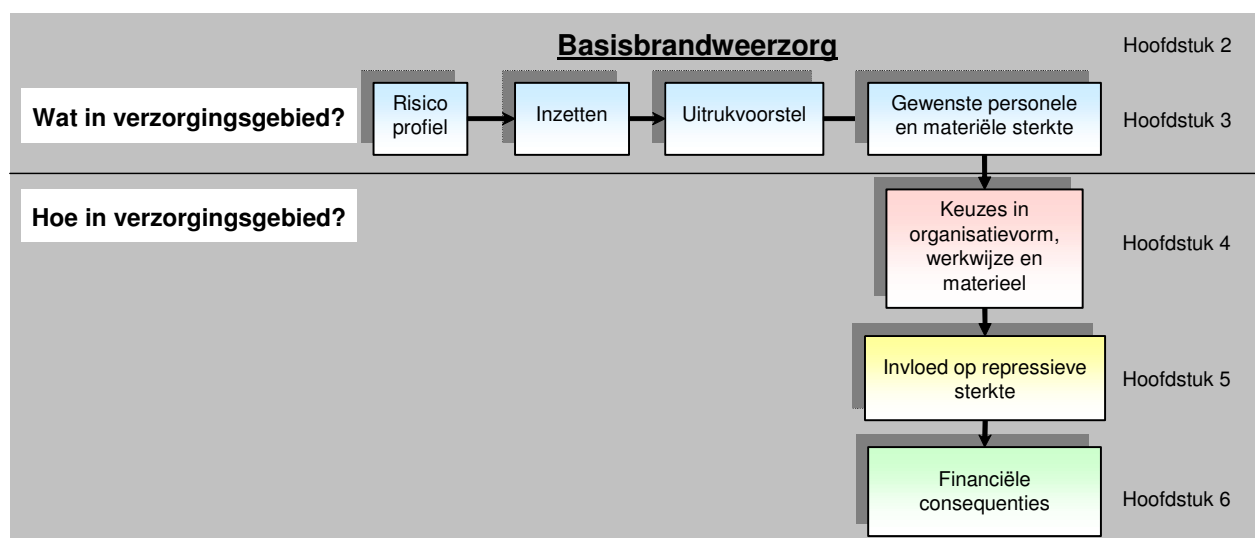 Basisbrandweerzorg
Hoofdstuk 2
Wat in verzorgingsgebied?
Risico
profiel
Inzetten
Uitrukvoorstel
Gewenste personele
en materiële sterkte
Hoofdstuk 3
Hoe in verzorgingsgebied?
Keuzes in
organisatievorm,
werkwijze en
materieel
Hoofdstuk 4
Invloed op repressieve
sterkte
Hoofdstuk 5
Financiële
consequenties
Hoofdstuk 6